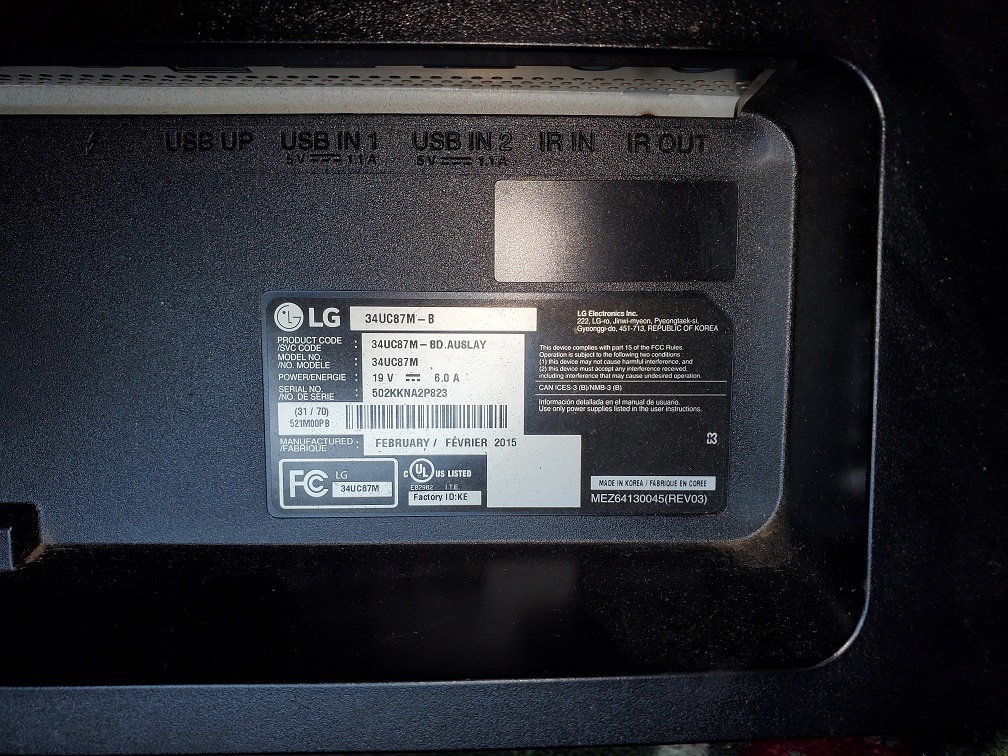 USB UP USB IN 1 USB IN 2 IR IN IR OUT
5V 1.1A 5V 1.1A
LG 34UC87M-B
PRODUCT CODE
/SVC CODE : 34UC87M-BD.AUSLAY
MODEL NO.
/NO. MODELE : 34UC87M
POWER/ENERGIE : 19 V 6.0 A
SERIAL NO.
/NO. DE SÉRIE : 502KKNA2P823
(31 / 70)
521M00PB
MANUFACTURED
/FABRIQUE : FEBRUARY / FÉVRIER 2015
FC LG
34UC87M
C UL US LISTED
E82982 I.T.E.
Factory ID:KE
LG Electronics Inc.
222, LG-ro, Jinwi-myeon, Pyeongtaek-si,
Gyeonggi-do, 451-713, REPUBLIC OF KOREA
This device complies with part 15 of the FCC Rules.
Operation is subject to the following two conditions :
(1) this device may not cause harmful interference, and
(2) this device must accept any interference received,
including interference that may cause undesired operation.
CAN ICES-3 (B)/NMB-3 (B)
Información detallada en el manual de usuario.
Use only power supplies listed in the user instructions.
MADE IN KOREA / FABRIQUÉ EN CORÉE
MEZ64130045(REV03)